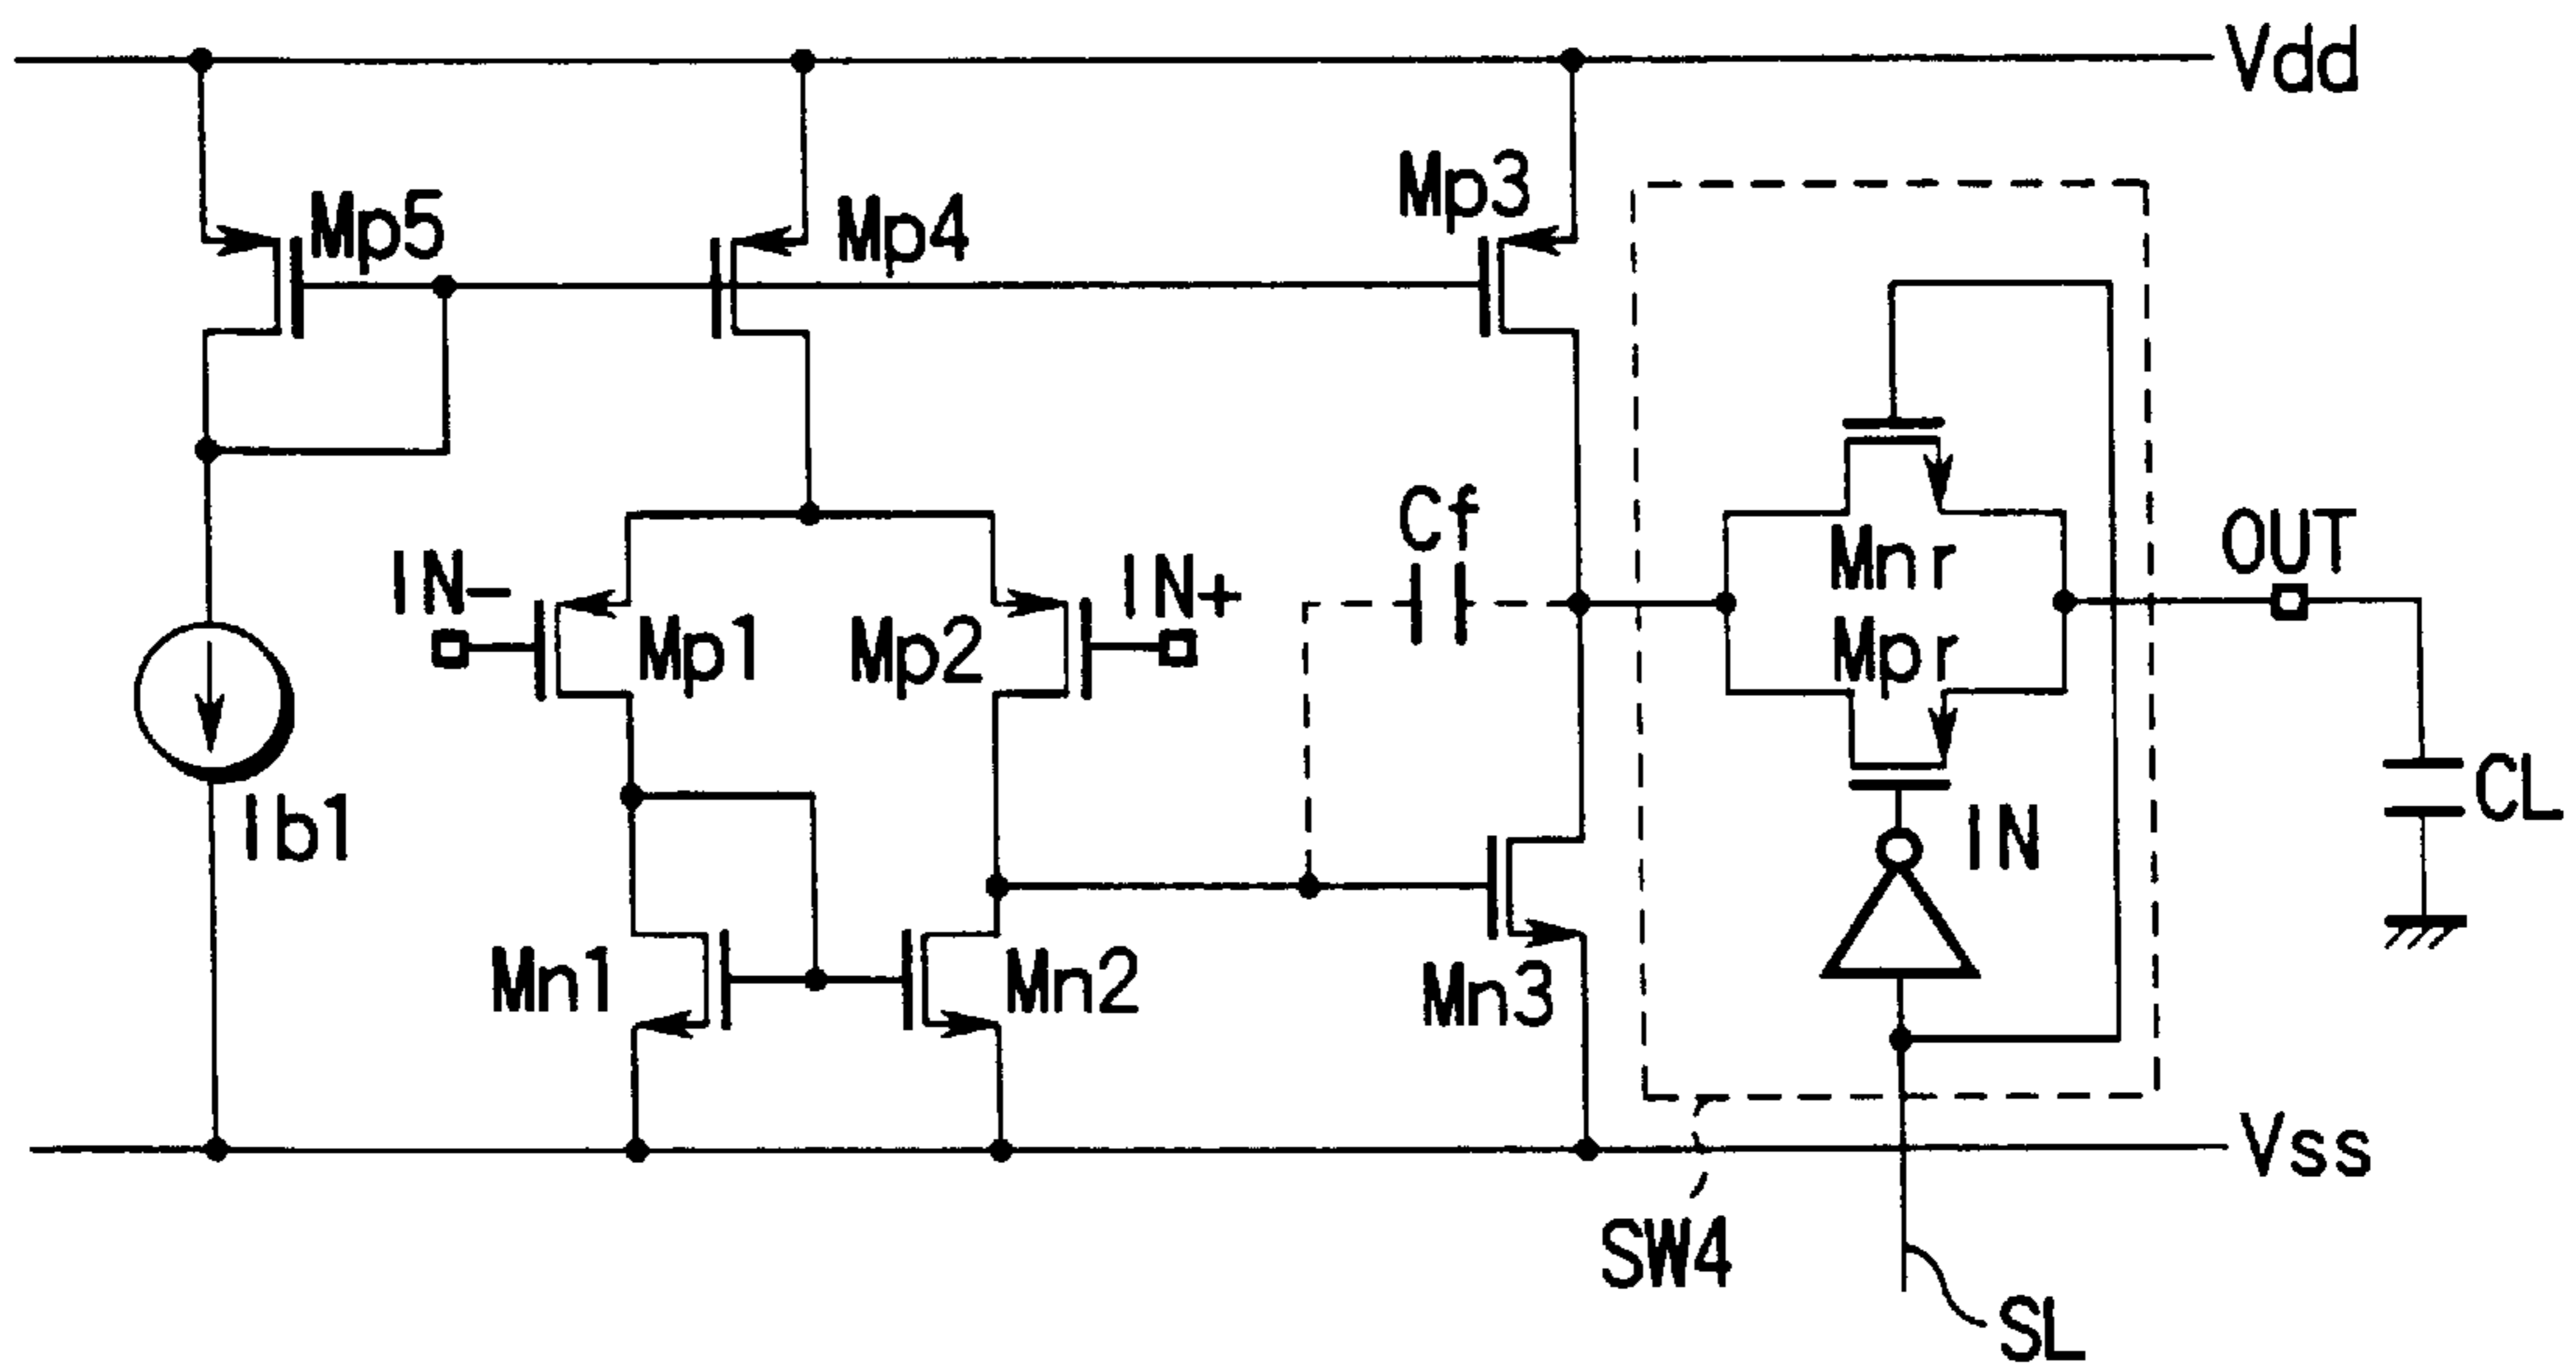 Vdd
Mp5
Mp4
Mp3
Cf
Mnr
OUT
IN-
Mp1
Mp2
IN+
Mpr
Ib1
IN
CL
Mn1
Mn2
Mn3
Vss
SW4
SL